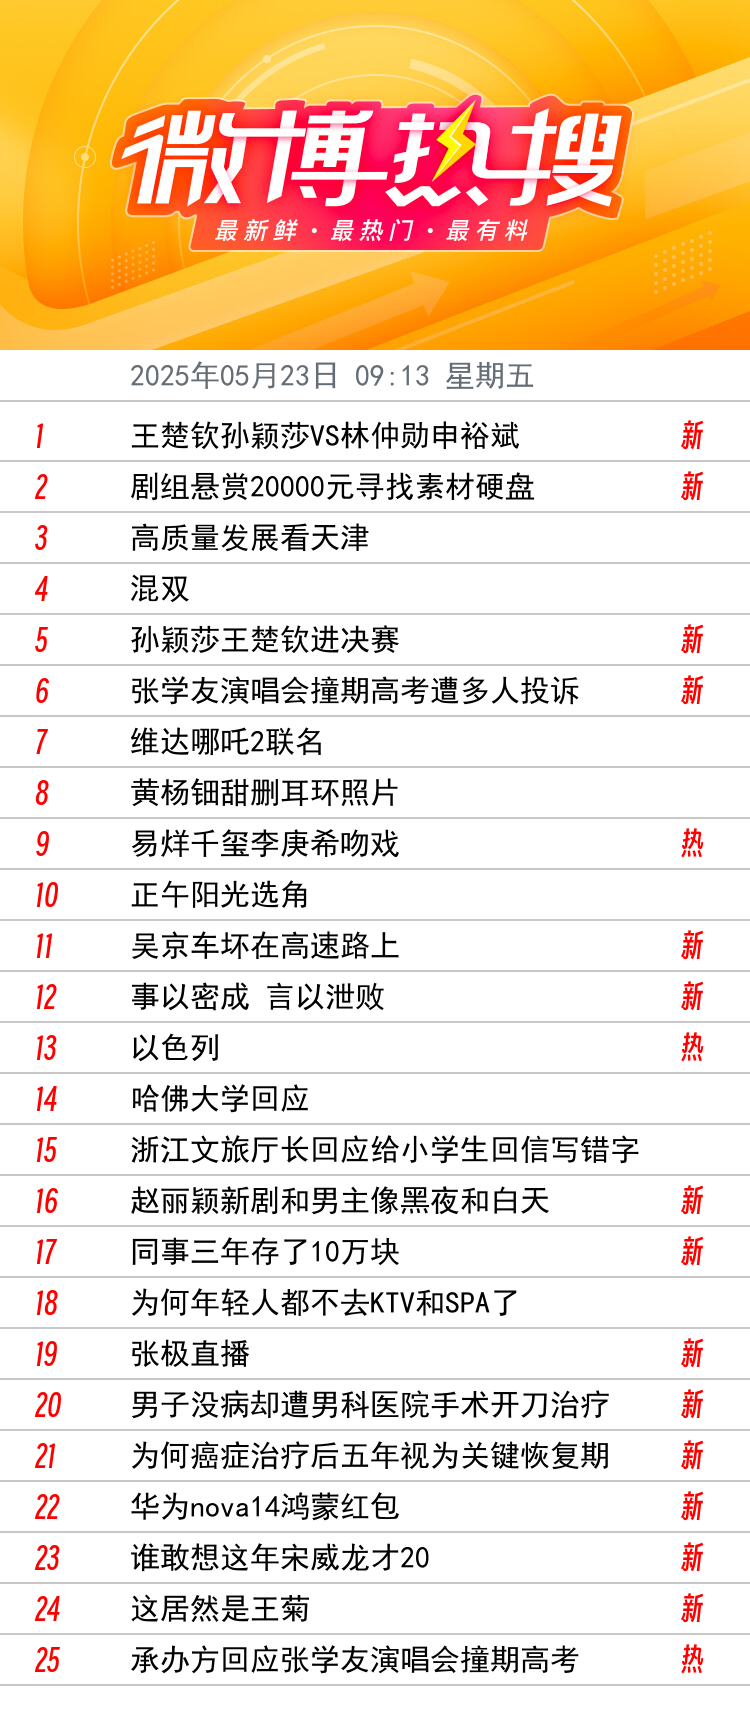 微博热搜
最新鲜·最热门·最有料
2025年05月23日 09:13 星期五
1 王楚钦孙颖莎VS林仲勋申裕斌 新
2 剧组悬赏20000元寻找素材硬盘 新
3 高质量发展看天津
4 混双
5 孙颖莎王楚钦进决赛 新
6 张学友演唱会撞期高考遭多人投诉 新
7 维达哪吒2联名
8 黄杨钿甜删耳环照片
9 易烊千玺李庚希吻戏 热
10 正午阳光选角
11 吴京车坏在高速路上 新
12 事以密成 言以泄败 新
13 以色列 热
14 哈佛大学回应
15 浙江文旅厅长回应给小学生回信写错字
16 赵丽颖新剧和男主像黑夜和白天 新
17 同事三年存了10万块 新
18 为何年轻人都不去KTV和SPA了
19 张极直播 新
20 男子没病却遭男科医院手术开刀治疗 新
21 为何癌症治疗后五年视为关键恢复期 新
22 华为nova14鸿蒙红包 新
23 谁敢想这年宋威龙才20 新
24 这居然是王菊 新
25 承办方回应张学友演唱会撞期高考 热